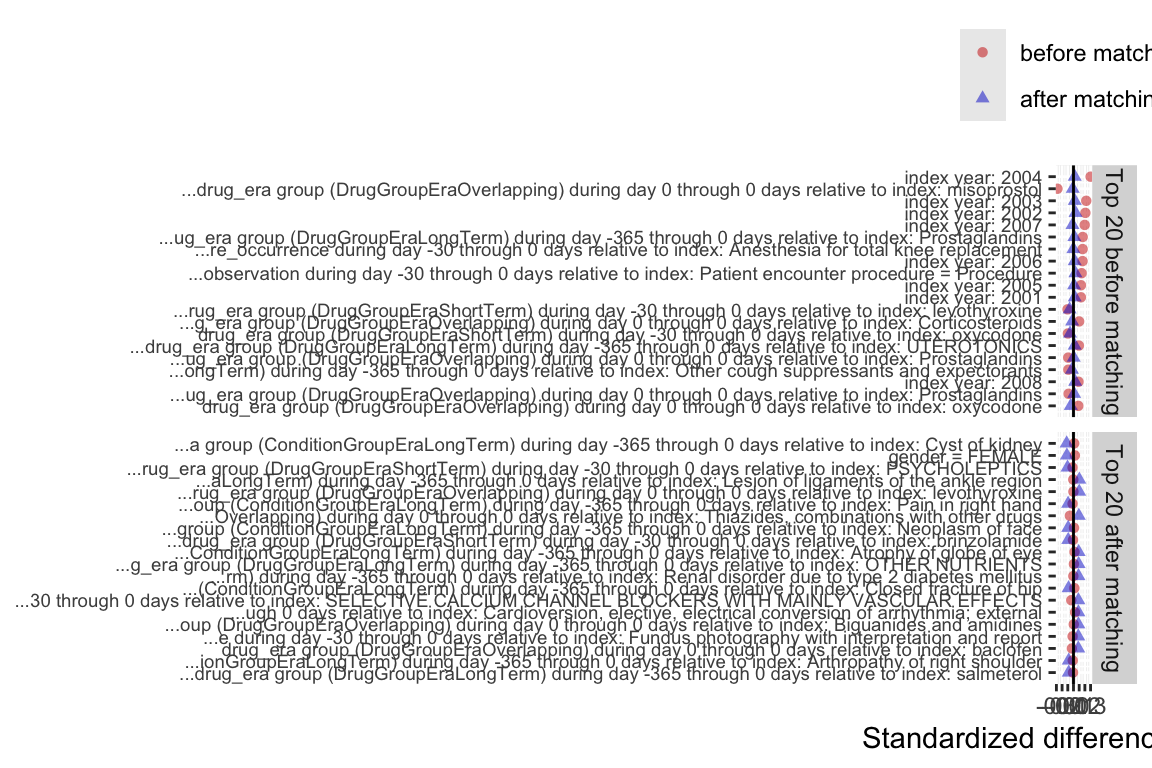 before match
after matchin
index year: 2004
...drug_era group (DrugGroupEraOverlapping) during day 0 through 0 days relative to index: misoprostol
index year: 2003
index year: 2002
index year: 2007
...ug_era group (DrugGroupEraLongTerm) during day -365 through 0 days relative to index: Prostaglandins
...re_occurrence during day -30 through 0 days relative to index: Anesthesia for total knee replacement
index year: 2006
...observation during day -30 through 0 days relative to index: Patient encounter procedure = Procedure
index year: 2005
index year: 2001
...rug_era group (DrugGroupEraShortTerm) during day -30 through 0 days relative to index: levothyroxine
...g_era group (DrugGroupEraOverlapping) during day 0 through 0 days relative to index: Corticosteroids
drug_era group (DrugGroupEraShortTerm) during day -30 through 0 days relative to index: oxycodone
...drug_era group (DrugGroupEraLongTerm) during day -365 through 0 days relative to index: UTEROTONICS
...ug_era group (DrugGroupEraOverlapping) during day 0 through 0 days relative to index: Prostaglandins
...ongTerm) during day -365 through 0 days relative to index: Other cough suppressants and expectorants
index year: 2008
...ug_era group (DrugGroupEraOverlapping) during day 0 through 0 days relative to index: Prostaglandins
drug_era group (DrugGroupEraOverlapping) during day 0 through 0 days relative to index: oxycodone
Top 20 before matching
...a group (ConditionGroupEraLongTerm) during day -365 through 0 days relative to index: Cyst of kidney
gender = FEMALE
...rug_era group (DrugGroupEraShortTerm) during day -30 through 0 days relative to index: PSYCHOLEPTICS
...aLongTerm) during day -365 through 0 days relative to index: Lesion of ligaments of the ankle region
...rug_era group (DrugGroupEraOverlapping) during day 0 through 0 days relative to index: levothyroxine
...oup (ConditionGroupEraLongTerm) during day -365 through 0 days relative to index: Pain in right hand
...Overlapping) during day 0 through 0 days relative to index: Thiazides, combinations with other drugs
...group (ConditionGroupEraLongTerm) during day -365 through 0 days relative to index: Neoplasm of face
...drug_era group (DrugGroupEraShortTerm) during day -30 through 0 days relative to index: brinzolamide
...ConditionGroupEraLongTerm) during day -365 through 0 days relative to index: Atrophy of globe of eye
...g_era group (DrugGroupEraLongTerm) during day -365 through 0 days relative to index: OTHER NUTRIENTS
...rm) during day -365 through 0 days relative to index: Renal disorder due to type 2 diabetes mellitus
...(ConditionGroupEraLongTerm) during day -365 through 0 days relative to index: Closed fracture of hip
...30 through 0 days relative to index: SELECTIVE CALCIUM CHANNEL BLOCKERS WITH MAINLY VASCULAR EFFECTS
...ugh 0 days relative to index: Cardioversion, elective, electrical conversion of arrhythmia; external
...oup (DrugGroupEraOverlapping) during day 0 through 0 days relative to index: Biguanides and amidines
...e during day -30 through 0 days relative to index: Fundus photography with interpretation and report
drug_era group (DrugGroupEraOverlapping) during day 0 through 0 days relative to index: baclofen
...ionGroupEraLongTerm) during day -365 through 0 days relative to index: Arthropathy of right shoulder
...drug_era group (DrugGroupEraLongTerm) during day -365 through 0 days relative to index: salmeterol
Top 20 after matching
Standardized differenc